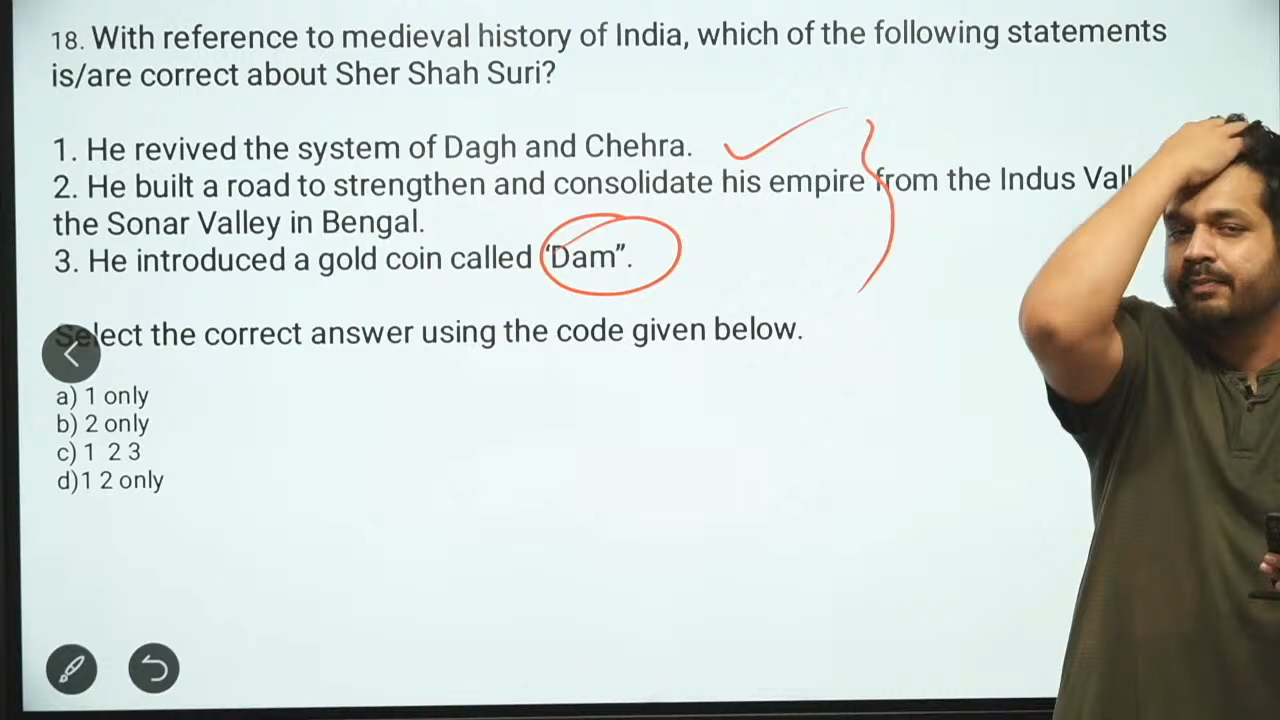 18. With reference to medieval history of India, which of the following statements
is/are correct about Sher Shah Suri?
1. He revived the system of Dagh and Chehra.
2. He built a road to strengthen and consolidate his empire from the Indus
the Sonar Valley in Bengal.
3. He introduced a gold coin called ‘Dam”.
Select the correct answer using the code given below.
a) 1 only
b) 2 only
c) 1 2 3
d)1 2 only